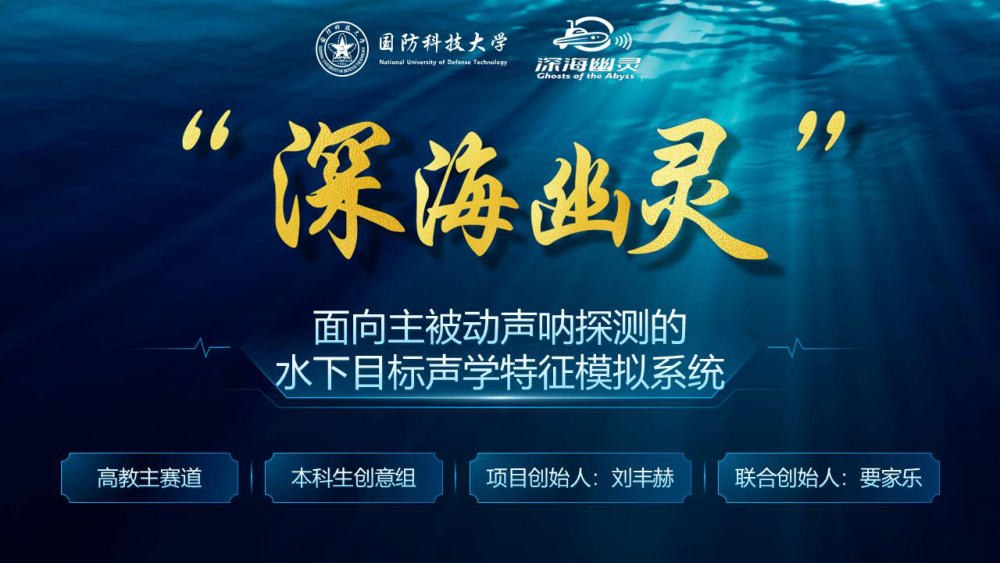 国防科技大学
National University of Defense Technology
深海幽灵
Ghosts of the Abyss
“深海幽灵”
面向主被动声呐探测的
水下目标声学特征模拟系统
高教主赛道
本科生创意组
项目创始人：刘丰赫
联合创始人：要家乐